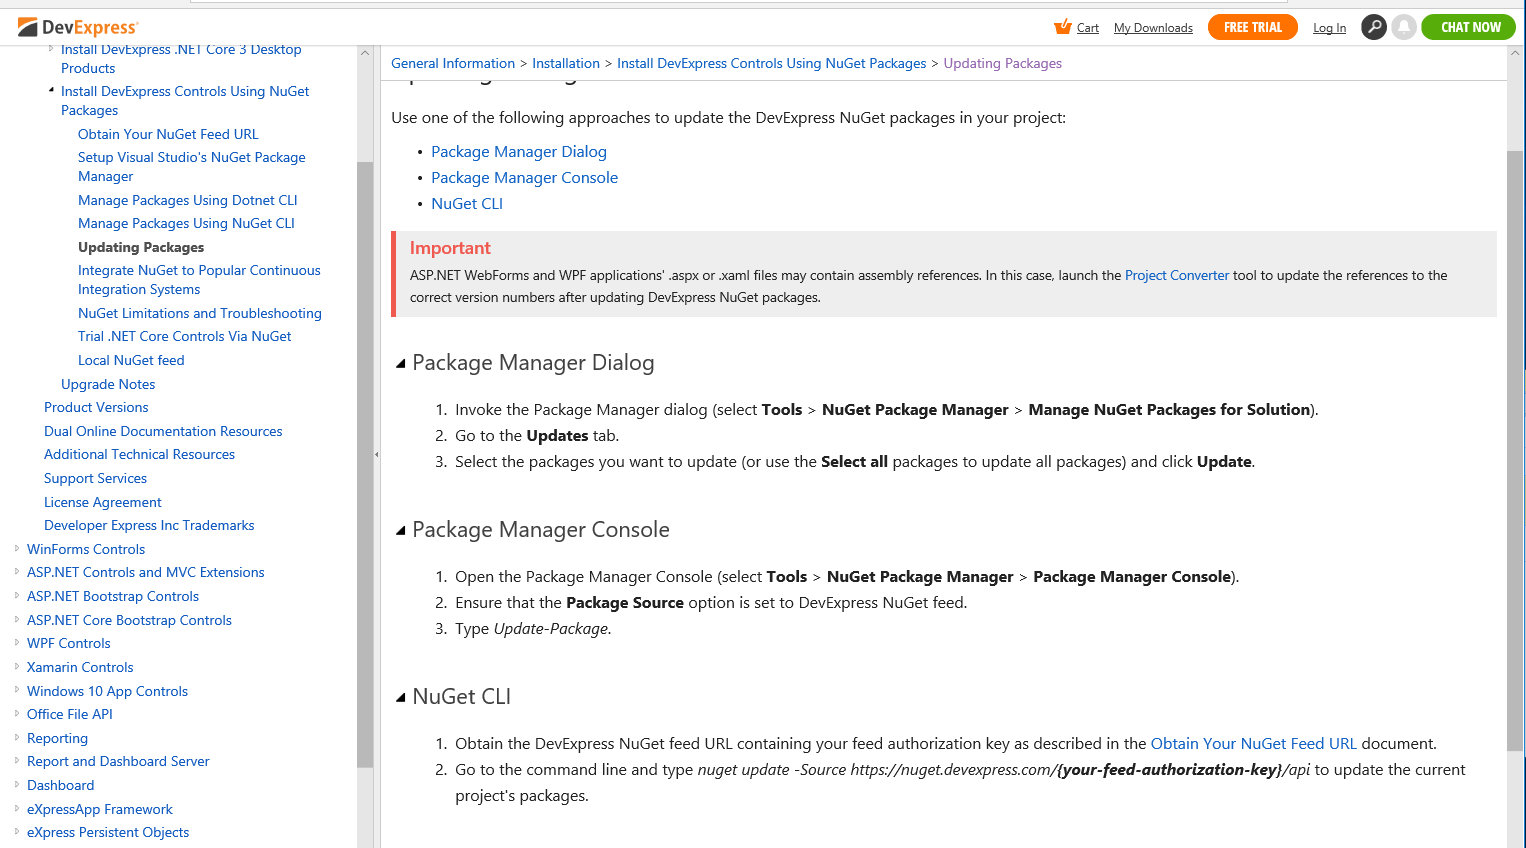 DevExpress
Cart
My Downloads
FREE TRIAL
Log In
CHAT NOW
Install DevExpress .NET Core 3 Desktop
Products
Install DevExpress Controls Using NuGet
Packages
Obtain Your NuGet Feed URL
Setup Visual Studio's NuGet Package
Manager
Manage Packages Using Dotnet CLI
Manage Packages Using NuGet CLI
Updating Packages
Integrate NuGet to Popular Continuous
Integration Systems
NuGet Limitations and Troubleshooting
Trial .NET Core Controls Via NuGet
Local NuGet feed
Upgrade Notes
Product Versions
Dual Online Documentation Resources
Additional Technical Resources
Support Services
License Agreement
Developer Express Inc Trademarks
WinForms Controls
ASP.NET Controls and MVC Extensions
ASP.NET Bootstrap Controls
ASP.NET Core Bootstrap Controls
WPF Controls
Xamarin Controls
Windows 10 App Controls
Office File API
Reporting
Report and Dashboard Server
Dashboard
eXpressApp Framework
eXpress Persistent Objects
General Information > Installation > Install DevExpress Controls Using NuGet Packages > Updating Packages
Use one of the following approaches to update the DevExpress NuGet packages in your project:
• Package Manager Dialog
• Package Manager Console
• NuGet CLI
Important
ASP.NET WebForms and WPF applications' .aspx or .xaml files may contain assembly references. In this case, launch the Project Converter tool to update the references to the
correct version numbers after updating DevExpress NuGet packages.
Package Manager Dialog
1. Invoke the Package Manager dialog (select Tools > NuGet Package Manager > Manage NuGet Packages for Solution).
2. Go to the Updates tab.
3. Select the packages you want to update (or use the Select all packages to update all packages) and click Update.
Package Manager Console
1. Open the Package Manager Console (select Tools > NuGet Package Manager > Package Manager Console).
2. Ensure that the Package Source option is set to DevExpress NuGet feed.
3. Type Update-Package.
NuGet CLI
1. Obtain the DevExpress NuGet feed URL containing your feed authorization key as described in the Obtain Your NuGet Feed URL document.
2. Go to the command line and type nuget update -Source https://nuget.devexpress.com/{your-feed-authorization-key}/api to update the current
project's packages.